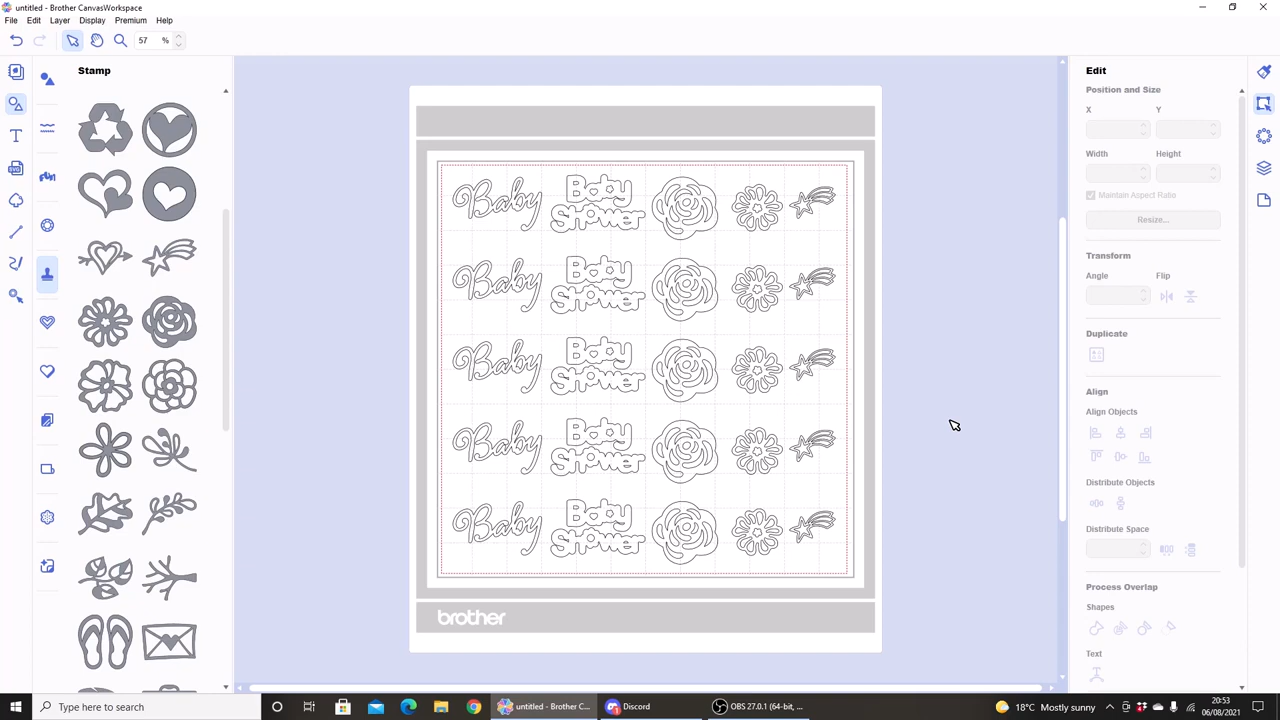 untitled - Brother CanvasWorkspace
File Edit Layer Display Premium Help
57 %
Stamp
Baby Baby Shower
Baby Baby Shower
Baby Baby Shower
Baby Baby Shower
Baby Baby Shower
brother
Edit
Position and Size
X Y
Width Height
Maintain Aspect Ratio
Resize...
Transform
Angle Flip
Duplicate
Align
Align Objects
Distribute Objects
Distribute Space
Process Overlap
Shapes
Text
Type here to search
untitled - Brother C...
Discord
OBS 27.0.1 (64-bit, ...
18°C Mostly sunny
20:53
06/08/2021